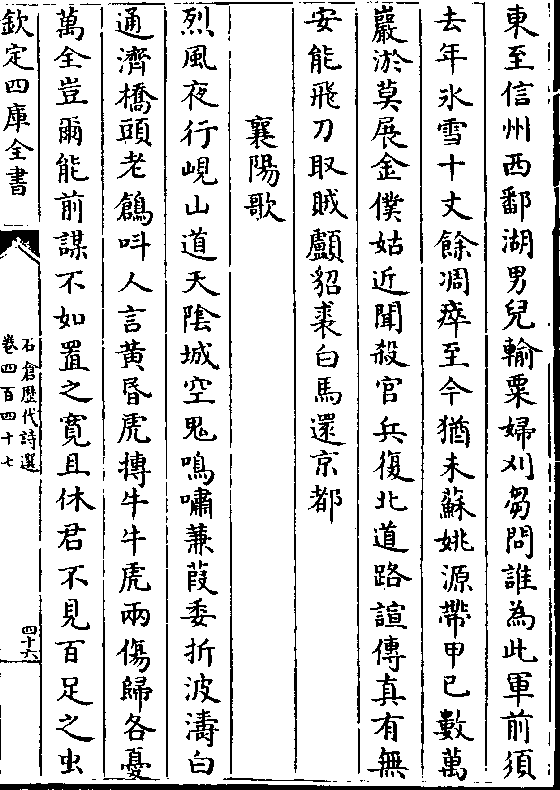 東至信州西鄱湖男兒輸粟婦刈芻問誰為此軍前須
去年氷雪十丈餘凋瘁至今猶未蘇姚源帶甲已數萬
巖淤莫展金僕姑近聞殺官兵復北道路諠傳真有無
安能飛刀取賊顱貂裘白馬還京都
襄陽歌
烈風夜行峴山道天陰城空鬼鳴嘯蒹葭委折波濤白
通濟橋頭老鶬呌人言黄昏虎摶牛牛虎兩傷歸各憂
萬全豈爾能前謀不如置之寛且休君不見百足之虫
欽定四庫全書
石倉歴代詩選
卷四百四十七
四十六